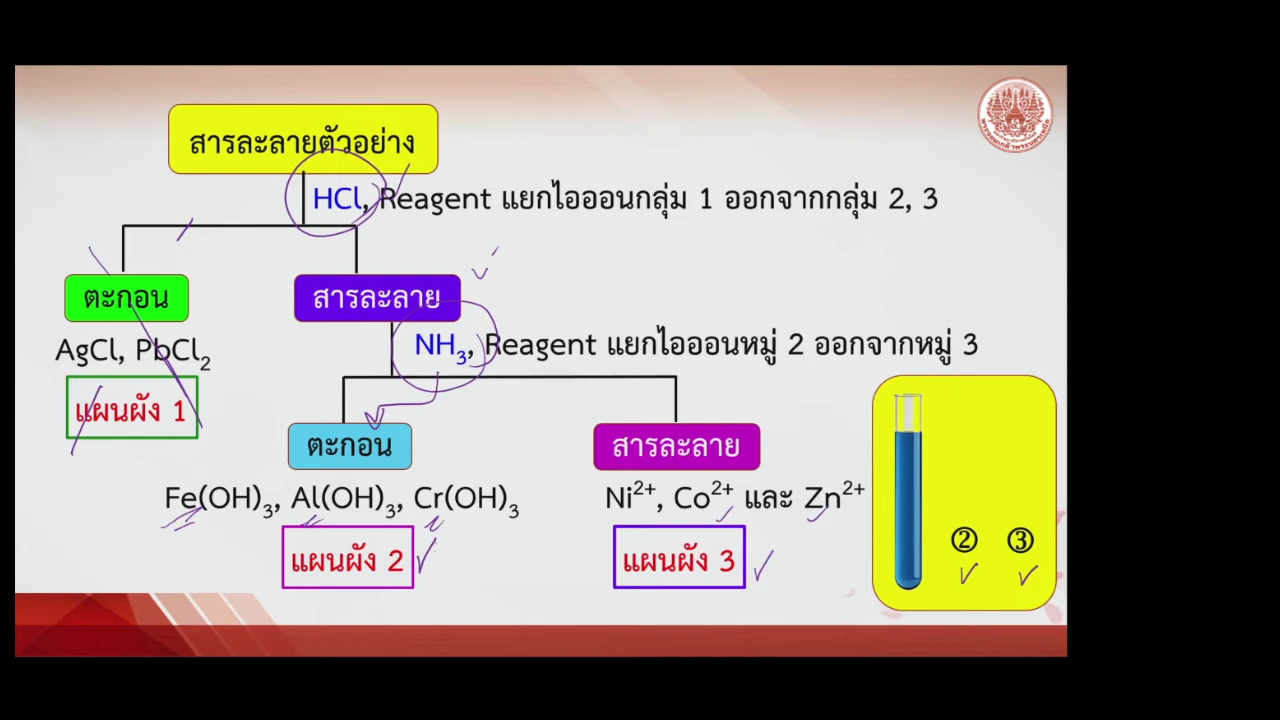 สารละลายตัวอย่าง
HCl, Reagent แยกไอออนกลุ่ม 1 ออกจากกลุ่ม 2, 3
ตะกอน
สารละลาย
AgCl, PbCl₂
NH₃, Reagent แยกไอออนหมู่ 2 ออกจากหมู่ 3
แผนผัง 1
ตะกอน
สารละลาย
Fe(OH)₃, Al(OH)₃, Cr(OH)₃
Ni²⁺, Co²⁺ และ Zn²⁺
แผนผัง 2
แผนผัง 3
② ③